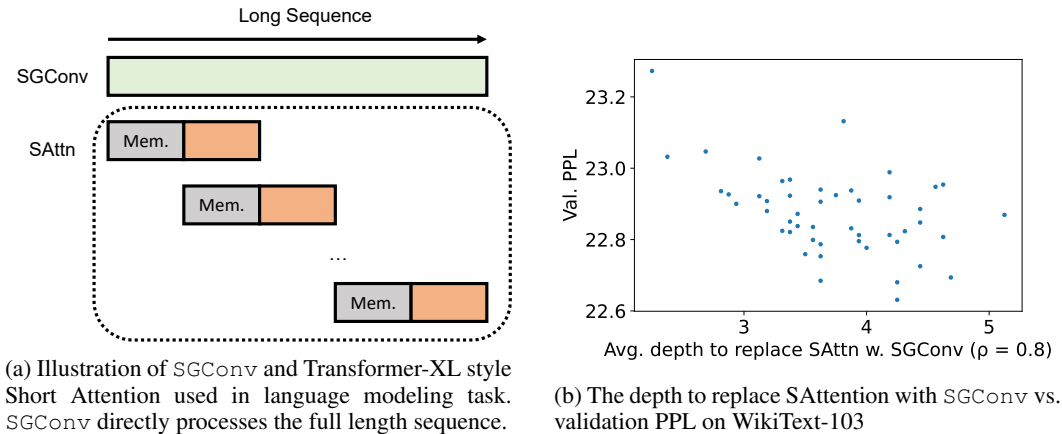 Long Sequence
SGConv
SAttn
Mem.
Mem.
...
Mem.
(a) Illustration of SGConv and Transformer-XL style
Short Attention used in language modeling task.
SGConv directly processes the full length sequence.
23.2
23.0
22.8
22.6
Val. PPL
3 4 5
Avg. depth to replace SAttn w. SGConv (ρ = 0.8)
(b) The depth to replace SAttention with SGConv vs.
validation PPL on WikiText-103